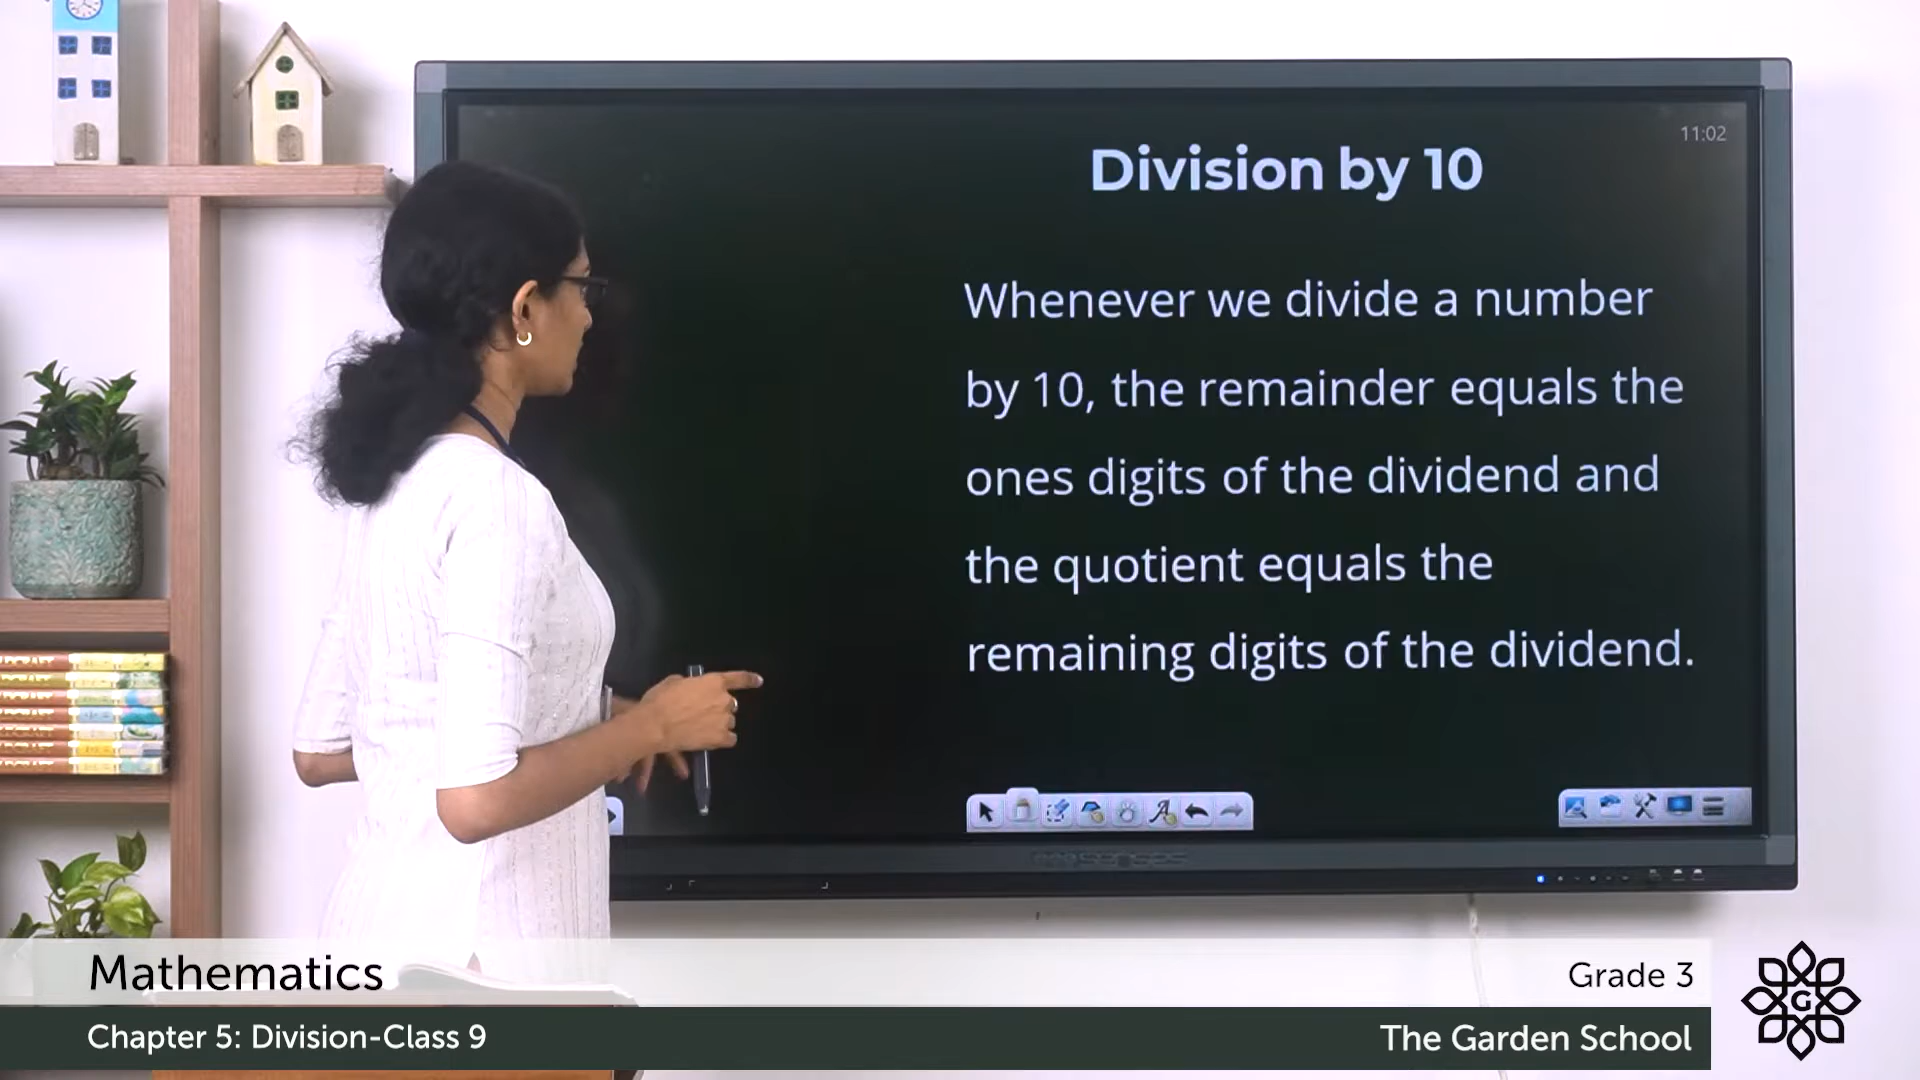 11:02
Division by 10
Whenever we divide a number
by 10, the remainder equals the
ones digits of the dividend and
the quotient equals the
remaining digits of the dividend.
Mathematics
Grade 3
Chapter 5: Division-Class 9
The Garden School
G